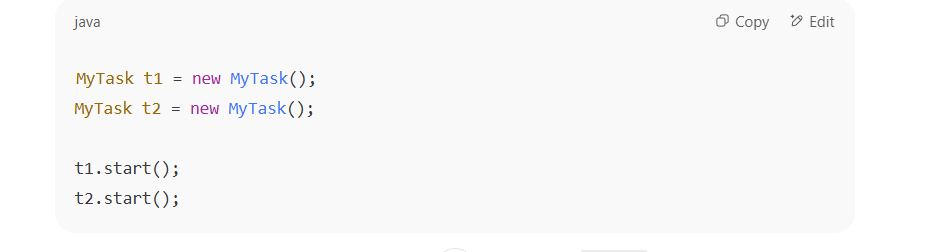 java
Copy
Edit
MyTask t1 = new MyTask();
MyTask t2 = new MyTask();
t1.start();
t2.start();